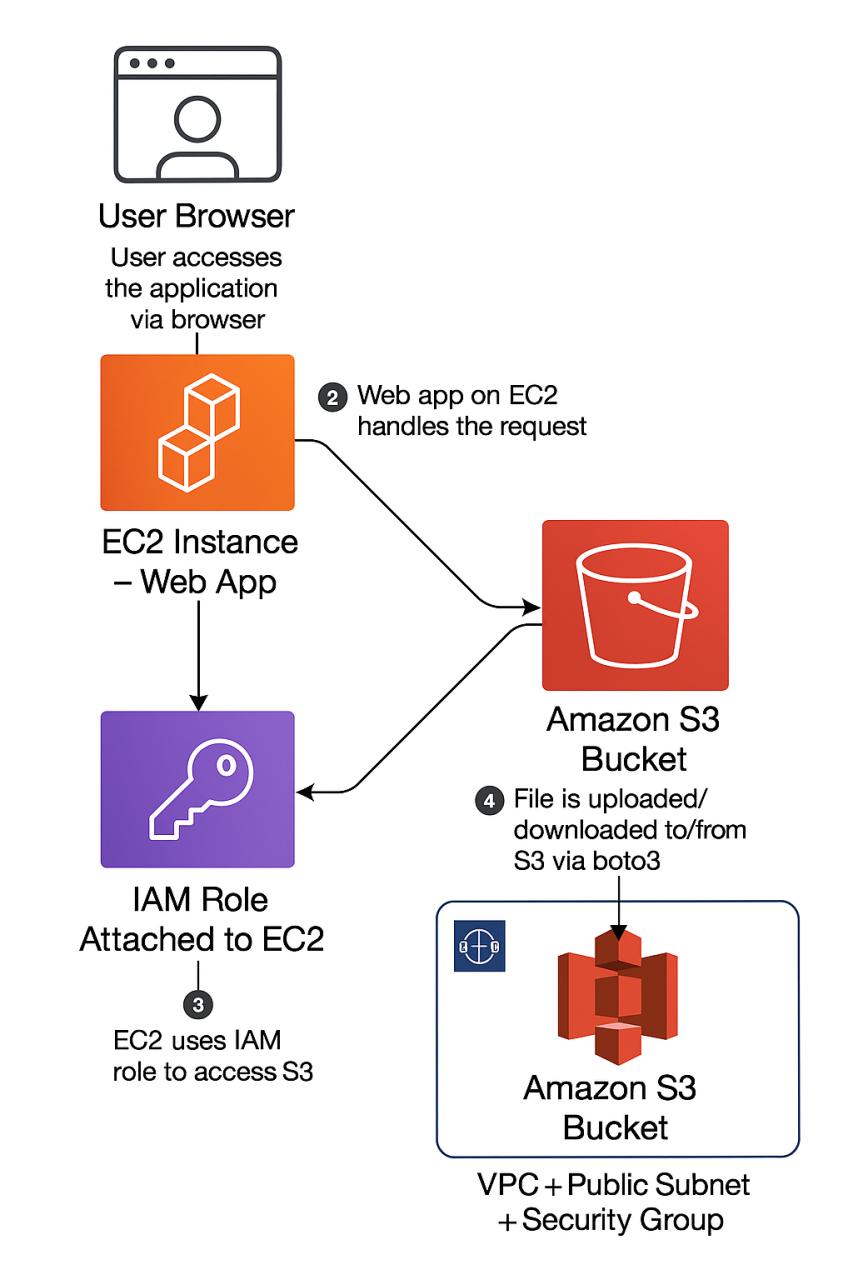 User Browser
User accesses
the application
via browser
2 Web app on EC2
handles the request
EC2 Instance
– Web App
Amazon S3
Bucket
4 File is uploaded/
downloaded to/from
S3 via boto3
IAM Role
Attached to EC2
3
EC2 uses IAM
role to access S3
Amazon S3
Bucket
VPC + Public Subnet
+ Security Group